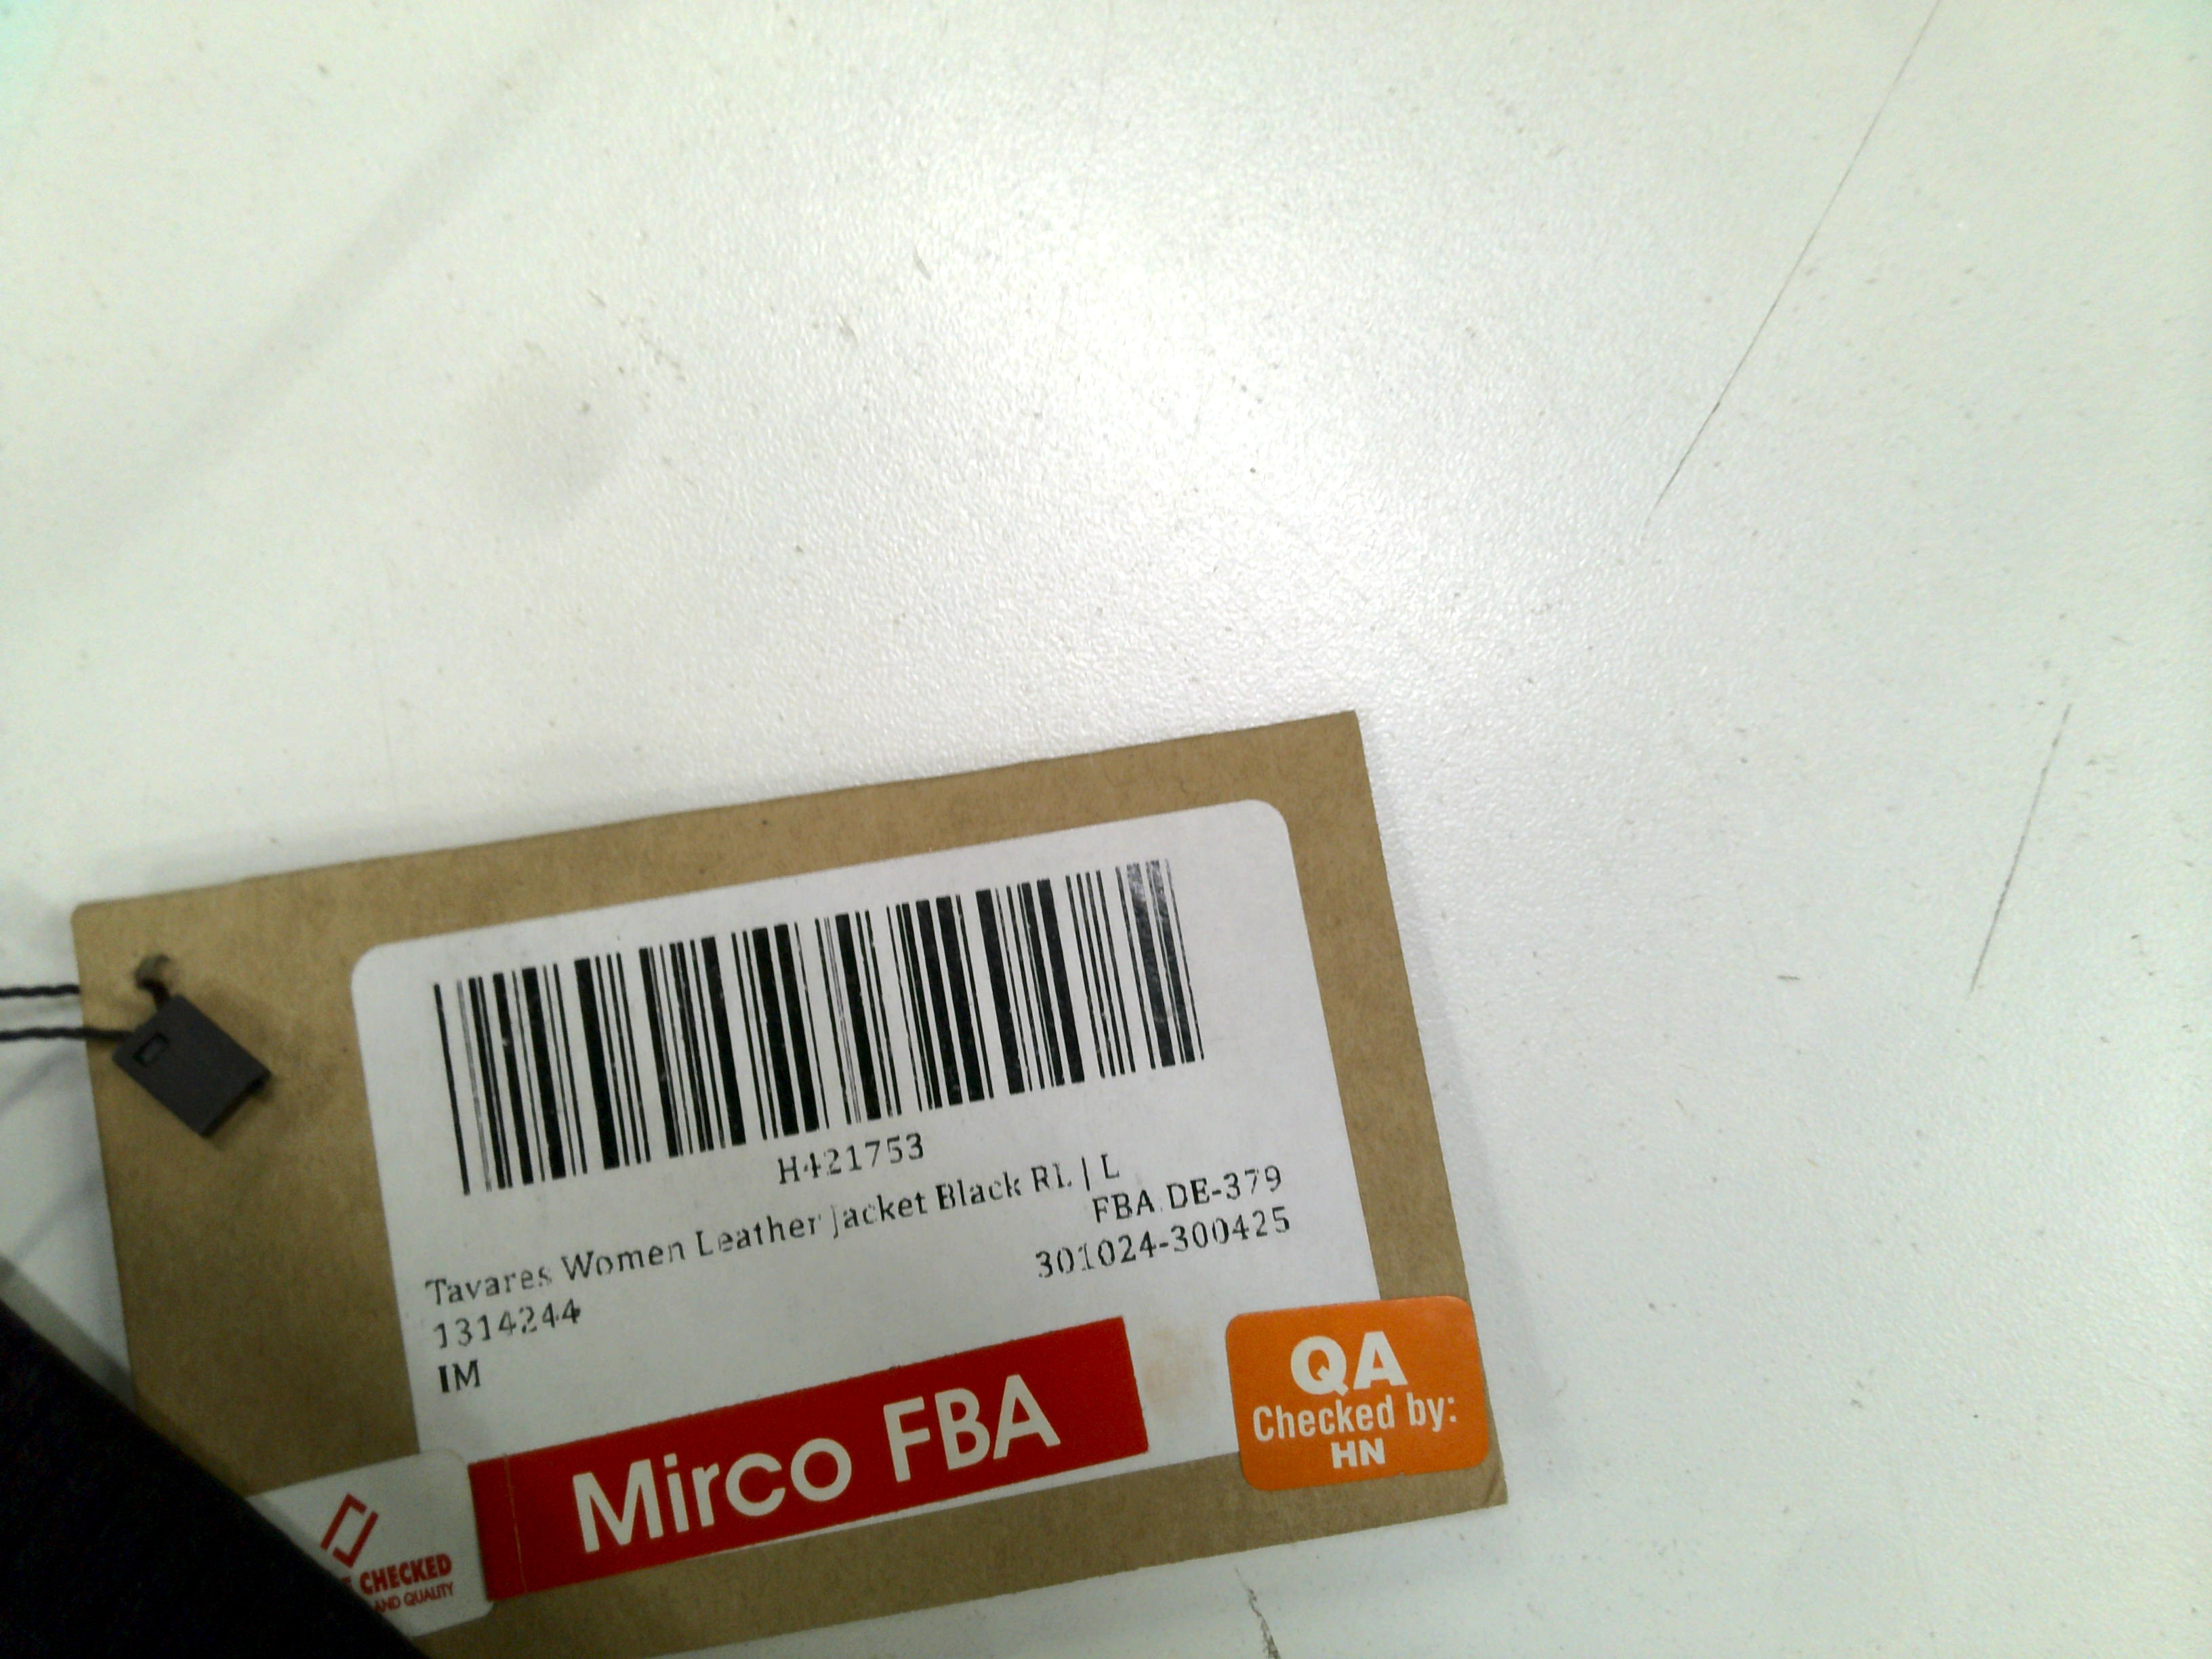 H421753
Tavares Women Leather Jacket Black RL | L
FBA DE-379
1314244
301024-300425
IM
Mirco FBA
QA
Checked by:
HN
CHECKED
AND QUALITY